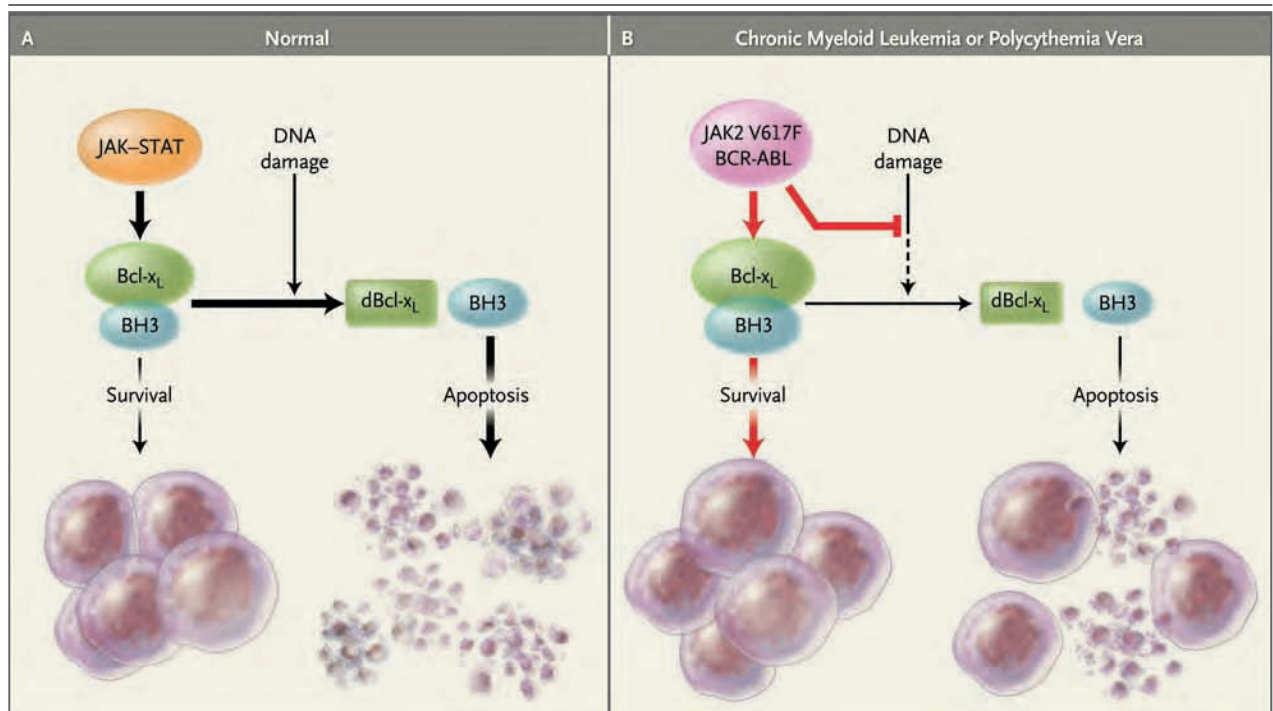 A
Normal
B
Chronic Myeloid Leukemia or Polycythemia Vera
JAK–STAT
DNA
damage
Bcl-xL
BH3
dBcl-xL
BH3
Survival
Apoptosis
JAK2 V617F
BCR-ABL
DNA
damage
Bcl-xL
BH3
dBcl-xL
BH3
Survival
Apoptosis